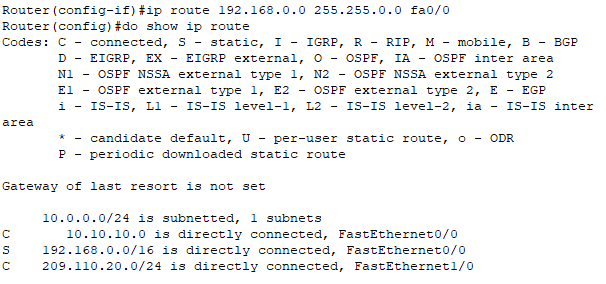 Router(config-if)#ip route 192.168.0.0 255.255.0.0 fa0/0
Router(config)#do show ip route
Codes: C - connected, S - static, I - IGRP, R - RIP, M - mobile, B - BGP
       D - EIGRP, EX - EIGRP external, O - OSPF, IA - OSPF inter area
       N1 - OSPF NSSA external type 1, N2 - OSPF NSSA external type 2
       E1 - OSPF external type 1, E2 - OSPF external type 2, E - EGP
       i - IS-IS, L1 - IS-IS level-1, L2 - IS-IS level-2, ia - IS-IS inter
area
       * - candidate default, U - per-user static route, o - ODR
       P - periodic downloaded static route

Gateway of last resort is not set

     10.0.0.0/24 is subnetted, 1 subnets
C       10.10.10.0 is directly connected, FastEthernet0/0
S    192.168.0.0/16 is directly connected, FastEthernet0/0
C    209.110.20.0/24 is directly connected, FastEthernet1/0